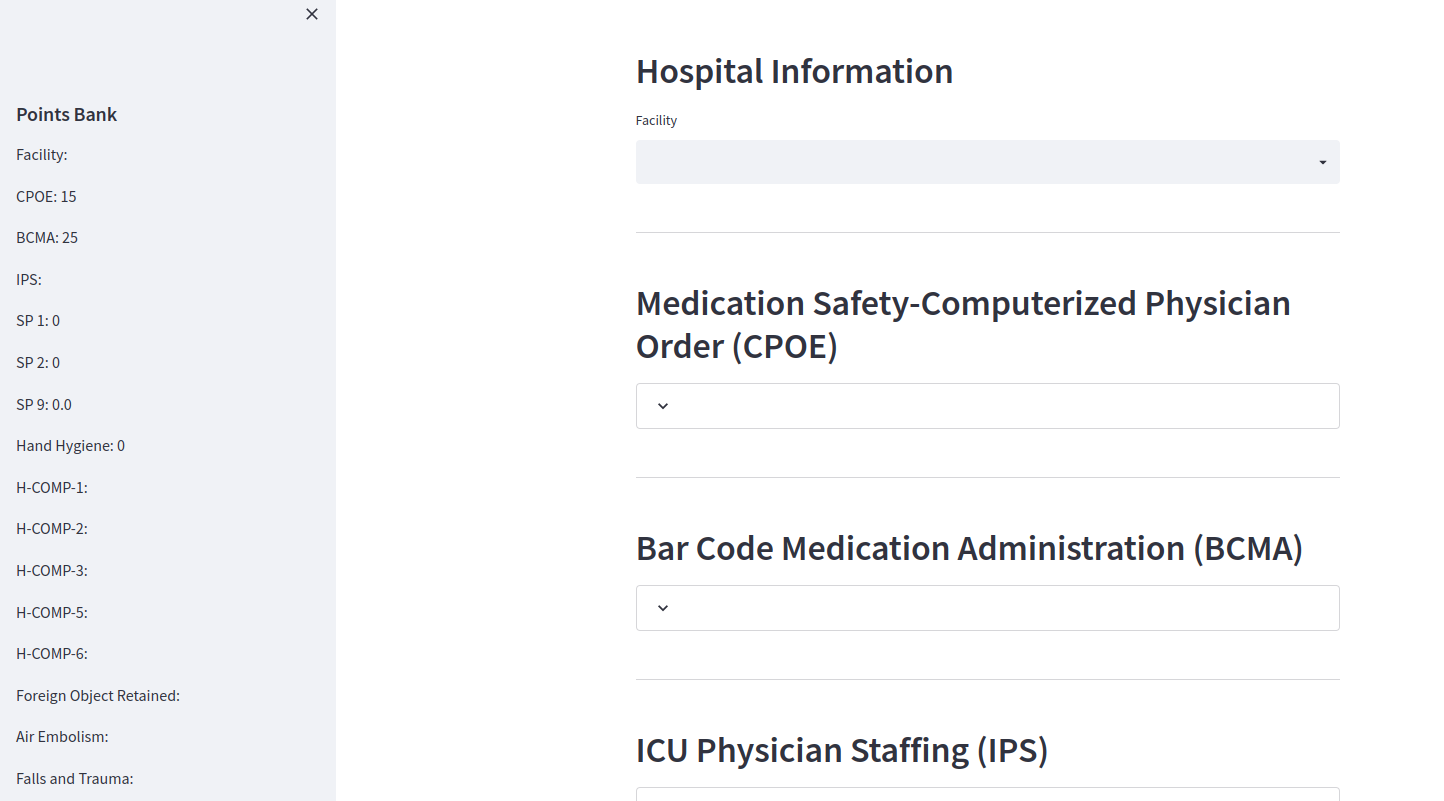 Points Bank
Facility:
CPOE: 15
BCMA: 25
IPS:
SP 1: 0
SP 2: 0
SP 9: 0.0
Hand Hygiene: 0
H-COMP-1:
H-COMP-2:
H-COMP-3:
H-COMP-5:
H-COMP-6:
Foreign Object Retained:
Air Embolism:
Falls and Trauma:
Hospital Information
Facility
Medication Safety-Computerized Physician
Order (CPOE)
Bar Code Medication Administration (BCMA)
ICU Physician Staffing (IPS)